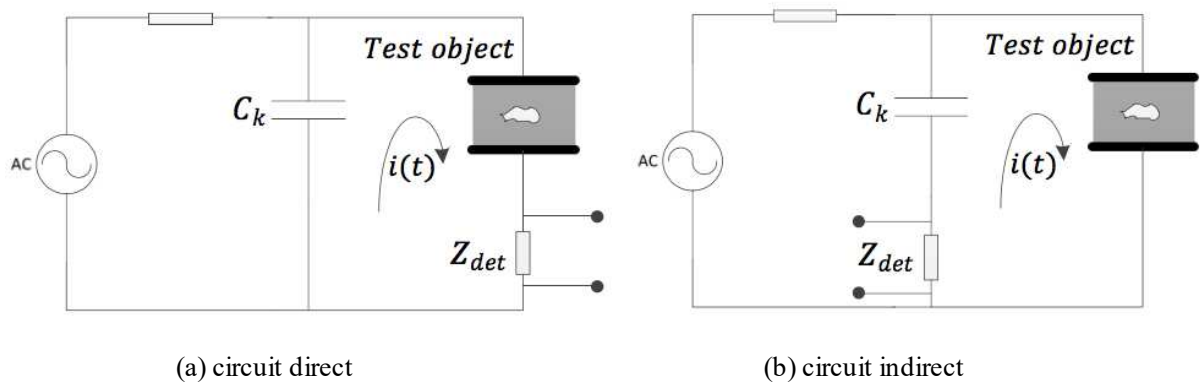 Test object
C_k
AC
i(t)
Z_det
(a) circuit direct
Test object
C_k
AC
i(t)
Z_det
(b) circuit indirect